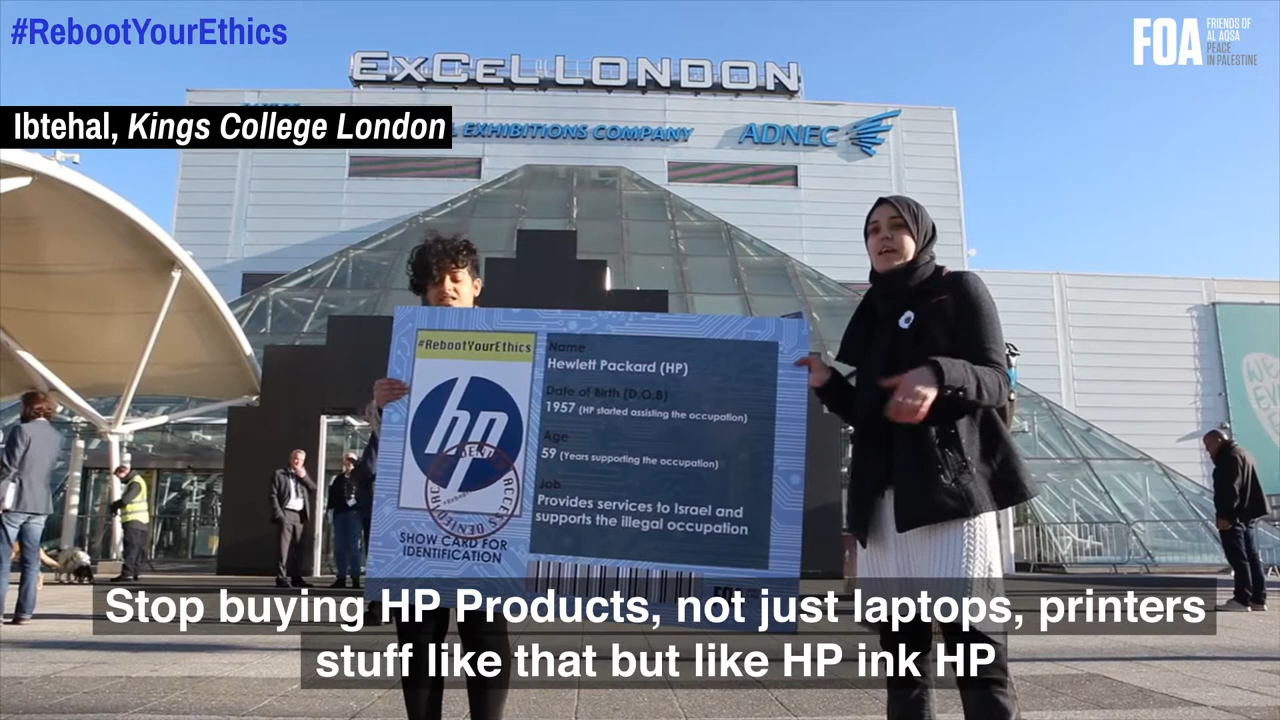 #RebootYourEthics
FOA
FRIENDS OF
AL AQSA
PEACE
IN PALESTINE
EXCEL LONDON
Ibtehal, Kings College London
EXHIBITIONS COMPANY
ADNEC
#RebootYourEthics
hp
SHOW CARD FOR
IDENTIFICATION
Name
Hewlett Packard (HP)
Date of Birth (D.O.B)
1957 (HP started assisting the occupation)
Age
59 (Years supporting the occupation)
Job
Provides services to Israel and
supports the illegal occupation
Stop buying HP Products, not just laptops, printers
stuff like that but like HP ink HP